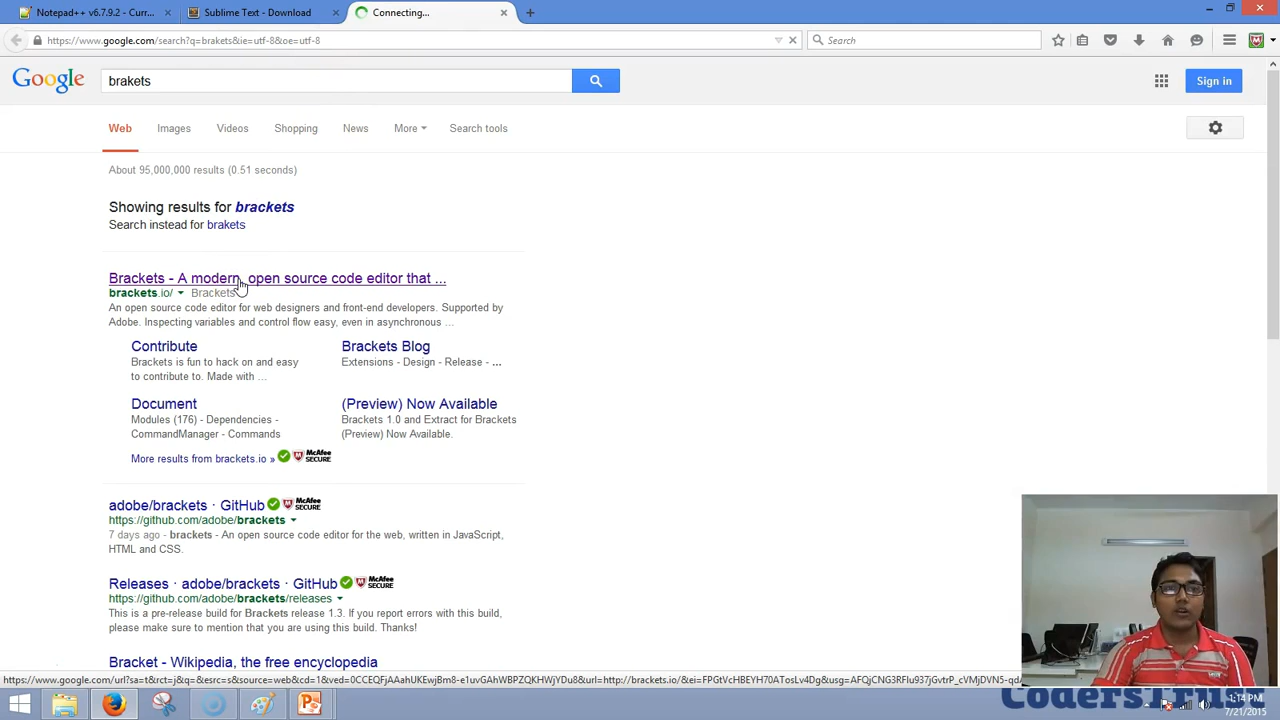 Notepad++ v6.7.9.2 - Curr...
Sublime Text - Download
Connecting...
https://www.google.com/search?q=brakets&ie=utf-8&oe=utf-8
Search
Google
brakets
Sign in
Web
Images
Videos
Shopping
News
More
Search tools
About 95,000,000 results (0.51 seconds)
Showing results for brackets
Search instead for brakets
Brackets - A modern, open source code editor that ...
brackets.io/ Brackets
An open source code editor for web designers and front-end developers. Supported by
Adobe. Inspecting variables and control flow easy, even in asynchronous ...
Contribute
Brackets is fun to hack on and easy
to contribute to. Made with ...
Brackets Blog
Extensions - Design - Release - ...
Document
Modules (176) - Dependencies -
CommandManager - Commands
(Preview) Now Available
Brackets 1.0 and Extract for Brackets
(Preview) Now Available.
More results from brackets.io »
McAfee
SECURE
adobe/brackets · GitHub
McAfee
SECURE
https://github.com/adobe/brackets
7 days ago - brackets - An open source code editor for the web, written in JavaScript,
HTML and CSS.
Releases · adobe/brackets · GitHub
McAfee
SECURE
https://github.com/adobe/brackets/releases
This is a pre-release build for Brackets release 1.3. If you report errors with this build,
please make sure to mention that you are using this build. Thanks!
Bracket - Wikipedia, the free encyclopedia
CodersTrust
1:14 PM
7/21/2015